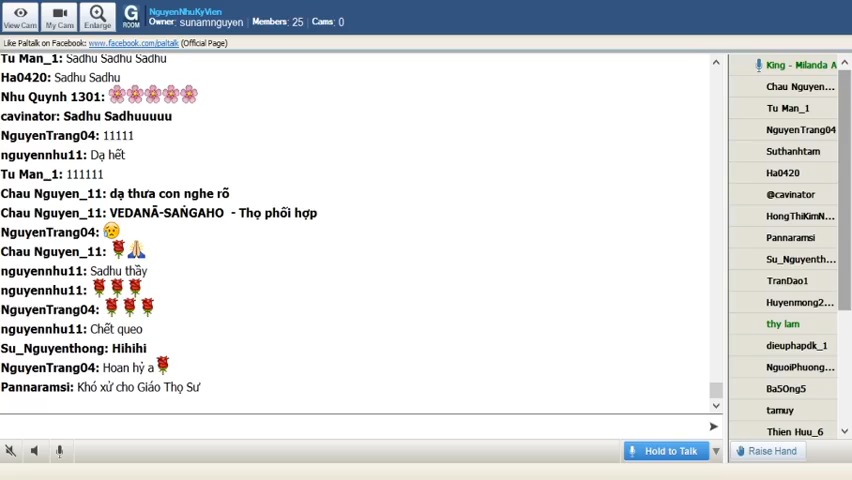 NguyenNhuKyVien
Owner: sunamnguyen Members: 25 Cams: 0
View Cam My Cam Enlarge G ROOM
Like Paltalk on Facebook: www.facebook.com/paltalk (Official Page)
Tu Man_1: Sadhu Sadhu Sadhu
Ha0420: Sadhu Sadhu
Nhu Quynh 1301:
cavinator: Sadhu Sadhuuuuu
NguyenTrang04: 11111
nguyennhu11: Dạ hết
Tu Man_1: 111111
Chau Nguyen_11: dạ thưa con nghe rõ
Chau Nguyen_11: VEDANĀ-SAṄGAHO - Thọ phối hợp
NguyenTrang04:
Chau Nguyen_11:
nguyennhu11: Sadhu thầy
nguyennhu11:
NguyenTrang04:
nguyennhu11: Chết queo
Su_Nguyenthong: Hihihi
NguyenTrang04: Hoan hỷ a
Pannaramsi: Khó xử cho Giáo Thọ Sư
King - Milanda A
Chau Nguyen...
Tu Man_1
NguyenTrang04
Suthanhtam
Ha0420
@cavinator
HongThiKimN...
Pannaramsi
Su_Nguyenth...
TranDao1
Huyenmong2...
thy lam
dieuphapdk_1
NguoiPhuong...
Ba5Ong5
tamuy
Thien Huu_6
Hold to Talk
Raise Hand